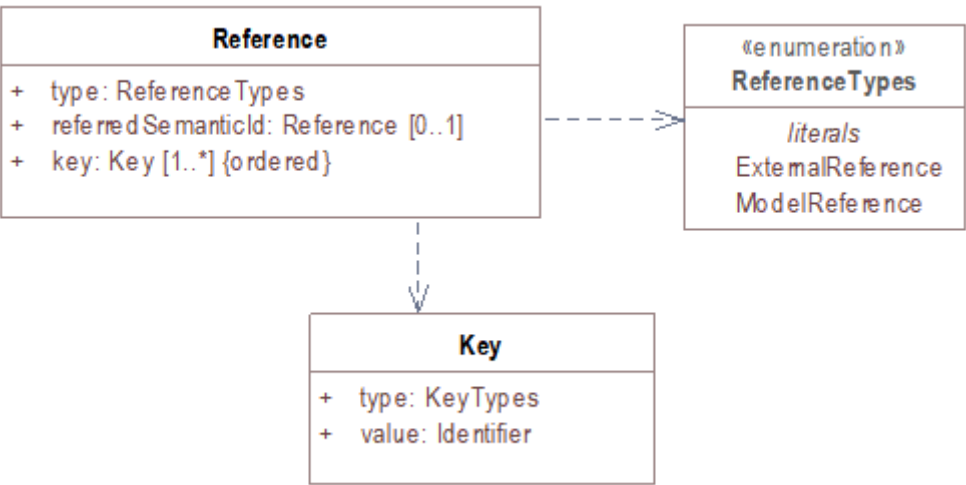 Reference
+ type: ReferenceTypes
+ referredSemanticId: Reference [0..1]
+ key: Key [1..*] {ordered}
«enumeration»
ReferenceTypes
literals
ExternalReference
ModelReference
Key
+ type: KeyTypes
+ value: Identifier